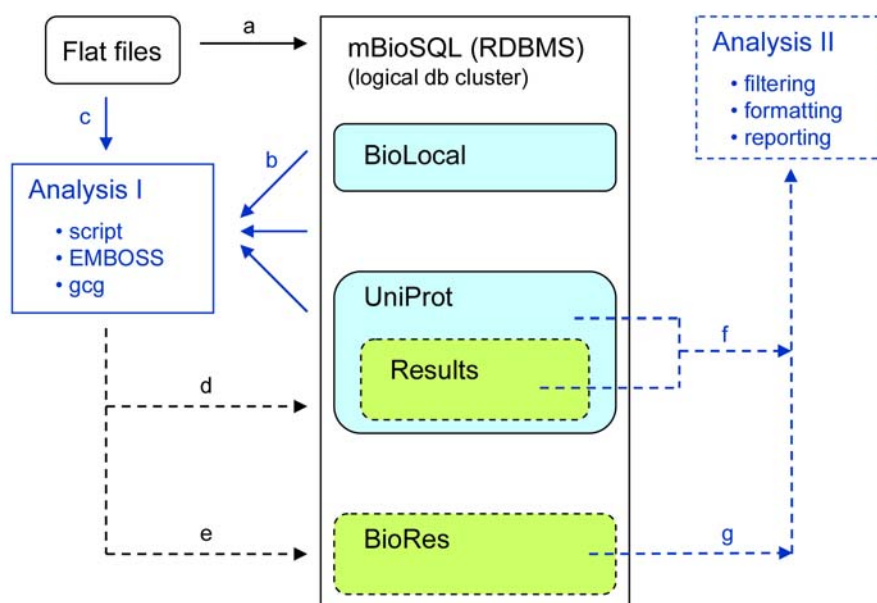 Flat files
a
mBioSQL (RDBMS)
(logical db cluster)
Analysis II
• filtering
• formatting
• reporting
c
b
BioLocal
Analysis I
• script
• EMBOSS
• gcg
UniProt
f
Results
d
e
BioRes
g